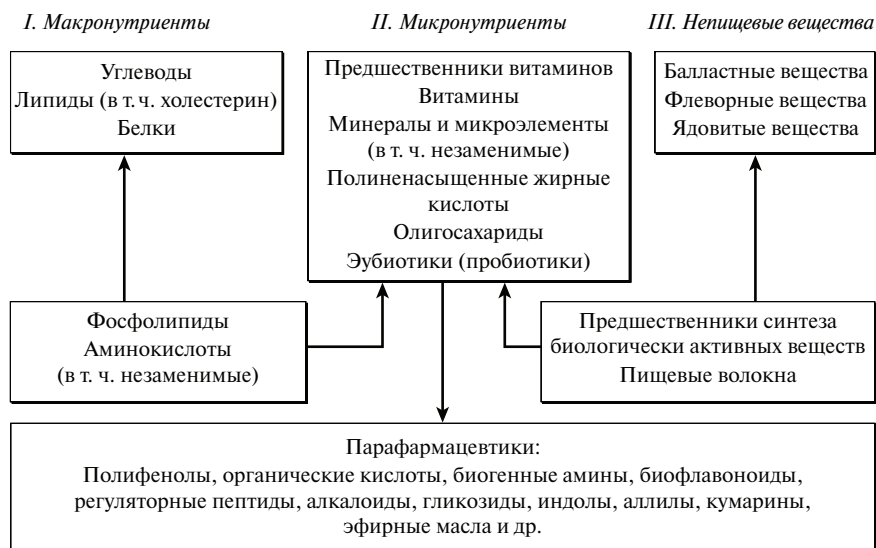 I. Макронутриенты
II. Микронутриенты
III. Непищевые вещества
Углеводы
Липиды (в т. ч. холестерин)
Белки
Предшественники витаминов
Витамины
Минералы и микроэлементы
(в т. ч. незаменимые)
Полиненасыщенные жирные
кислоты
Олигосахариды
Эубиотики (пробиотики)
Балластные вещества
Флеворные вещества
Ядовитые вещества
Фосфолипиды
Аминокислоты
(в т. ч. незаменимые)
Предшественники синтеза
биологически активных веществ
Пищевые волокна
Парафармацевтики:
Полифенолы, органические кислоты, биогенные амины, биофлавоноиды,
регуляторные пептиды, алкалоиды, гликозиды, индолы, аллилы, кумарины,
эфирные масла и др.